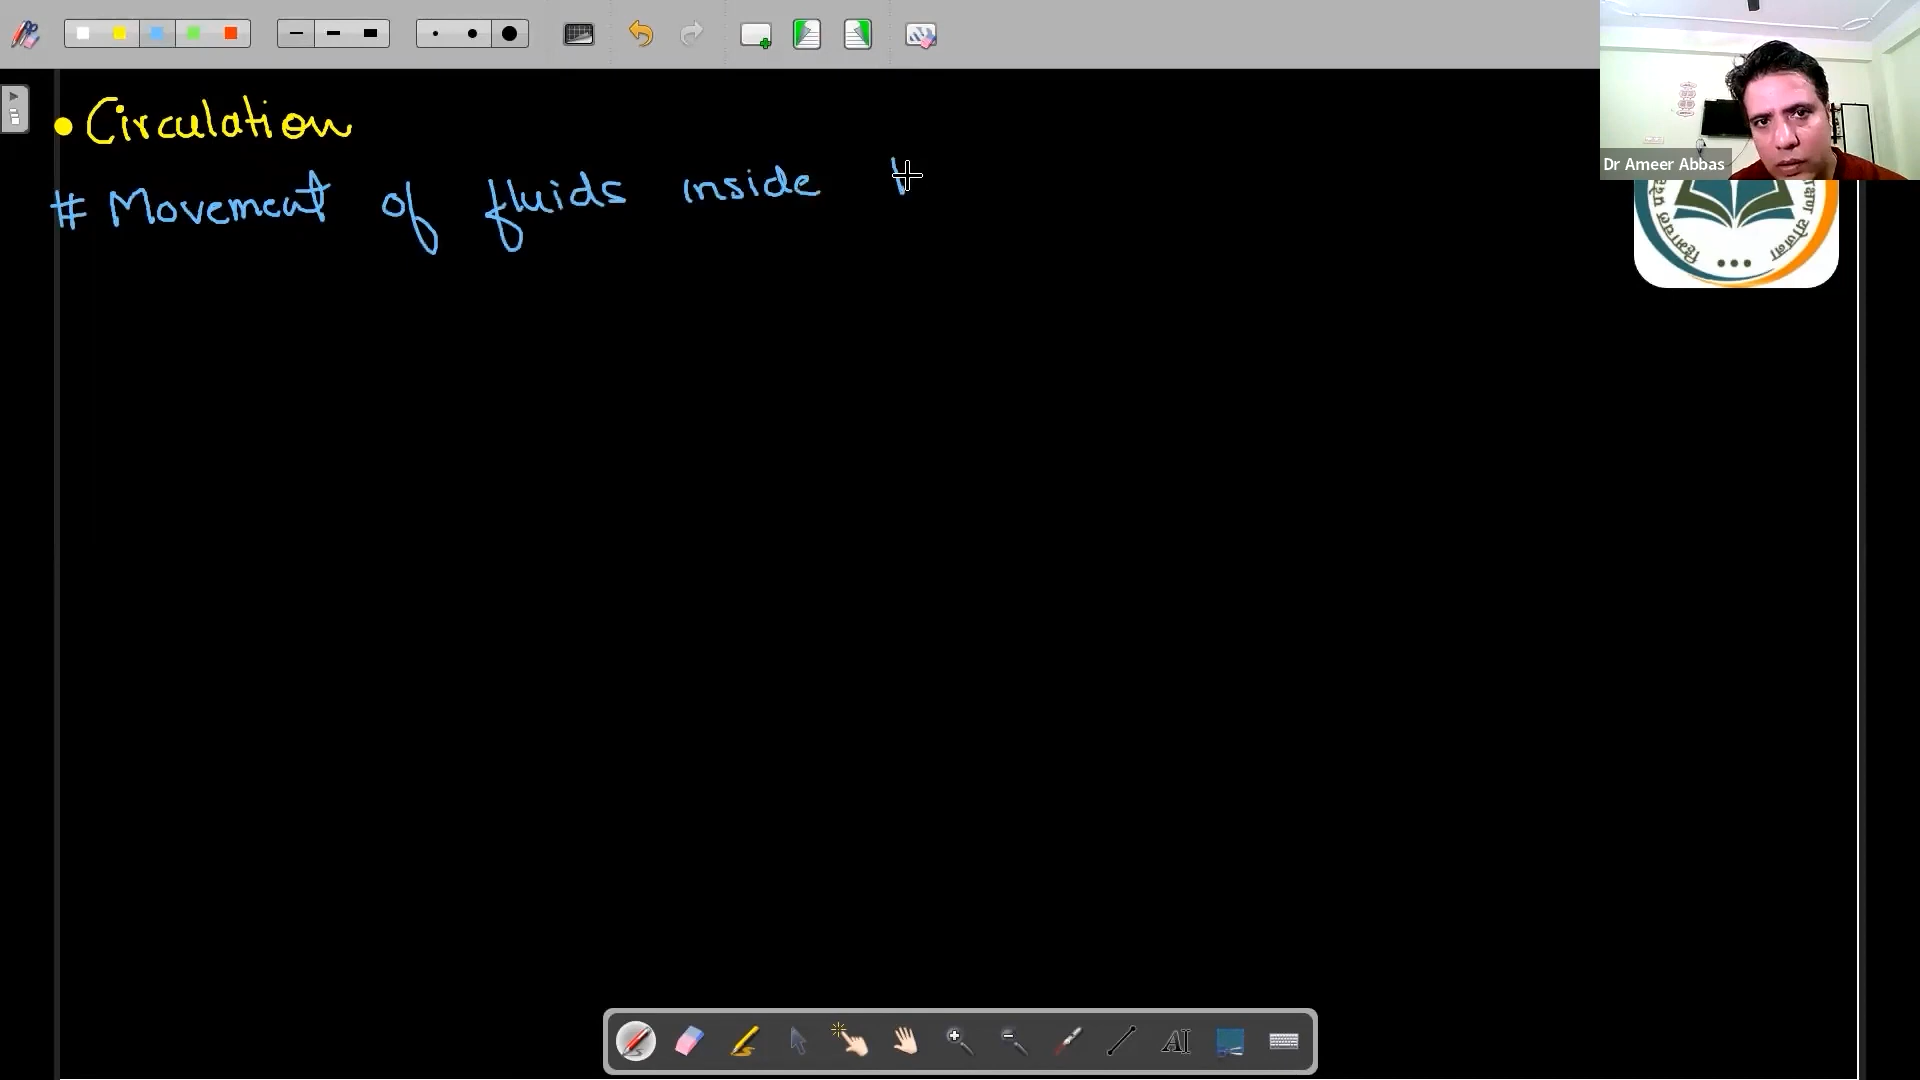 • Circulation
# Movement of fluids inside
Dr Ameer Abbas